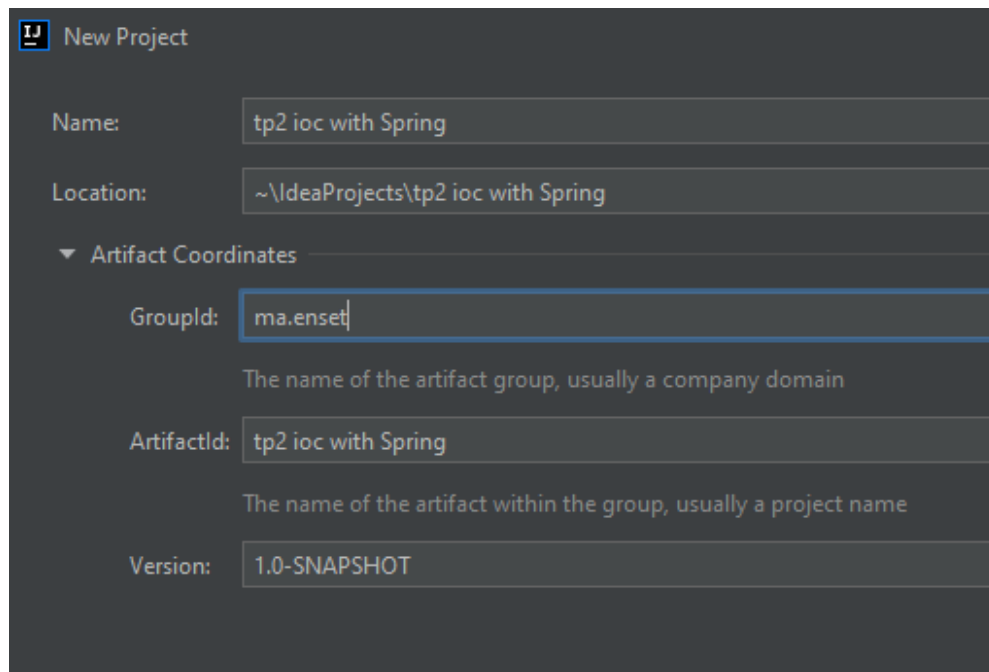 IJ New Project
Name: tp2 ioc with Spring
Location: ~\IdeaProjects\tp2 ioc with Spring
Artifact Coordinates
GroupId: ma.enset
The name of the artifact group, usually a company domain
ArtifactId: tp2 ioc with Spring
The name of the artifact within the group, usually a project name
Version: 1.0-SNAPSHOT